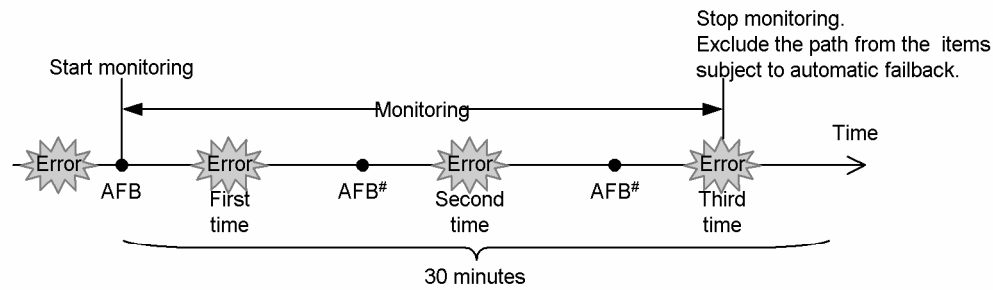 Stop monitoring.
Exclude the path from the items
subject to automatic failback.
Start monitoring
Monitoring
Time
Error
Error
Error
Error
AFB
First
time
AFB#
Second
time
AFB#
Third
time
30 minutes